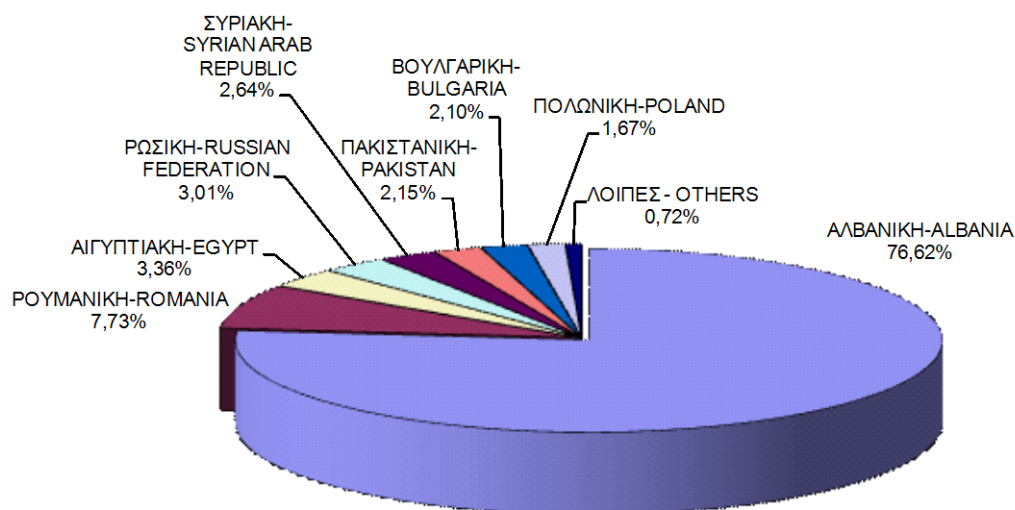 ΣΥΡΙΑΚΗ-
SYRIAN ARAB
REPUBLIC
2,64%
ΒΟΥΛΓΑΡΙΚΗ-
BULGARIA
2,10%
ΠΟΛΩΝΙΚΗ-POLAND
1,67%
ΡΩΣΙΚΗ-RUSSIAN
FEDERATION
3,01%
ΠΑΚΙΣΤΑΝΙΚΗ-
PAKISTAN
2,15%
ΛΟΙΠΕΣ - OTHERS
0,72%
ΑΛΒΑΝΙΚΗ-ALBANIA
76,62%
ΑΙΓΥΠΤΙΑΚΗ-EGYPT
3,36%
ΡΟΥΜΑΝΙΚΗ-ROMANIA
7,73%